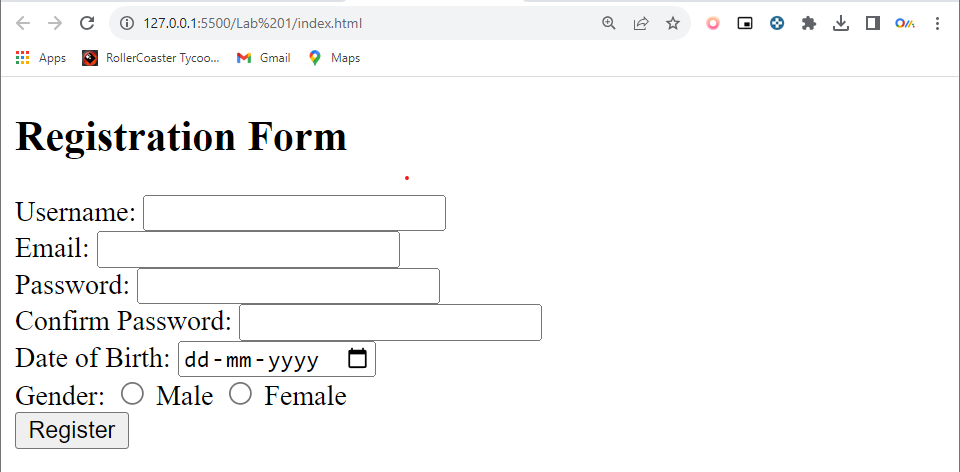 127.0.0.1:5500/Lab%201/index.html
Apps RollerCoaster Tycoo... Gmail Maps
Registration Form
Username:
Email:
Password:
Confirm Password:
Date of Birth: dd-mm-yyyy
Gender: Male Female
Register